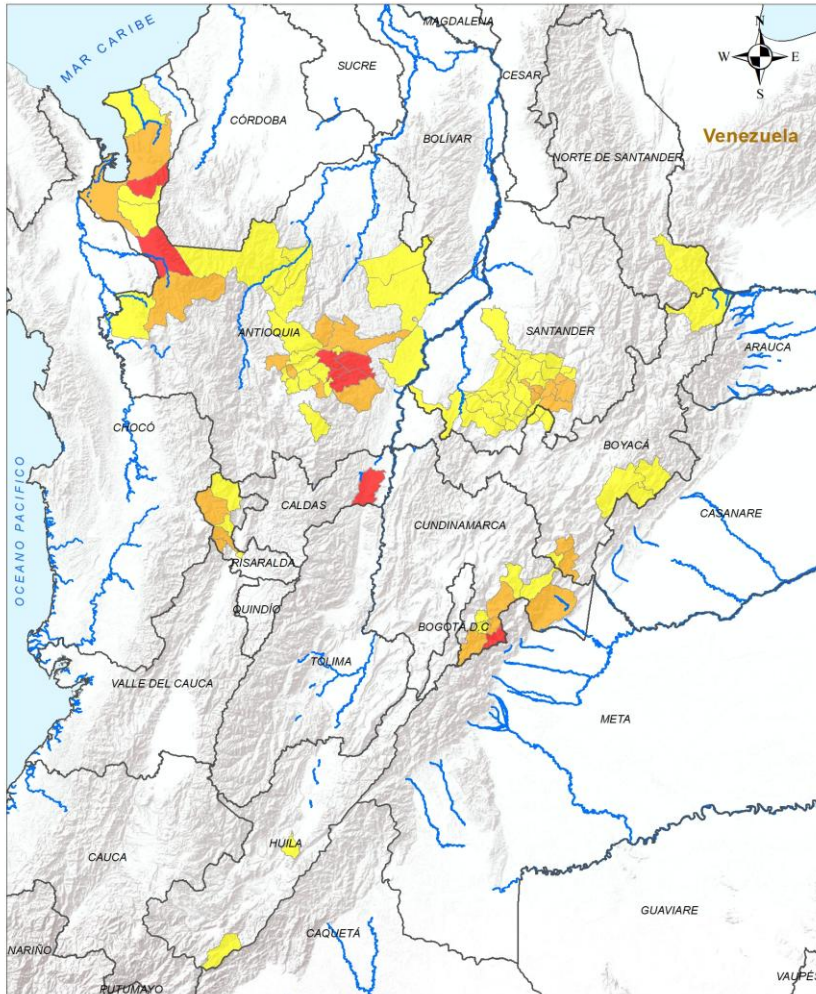 MAGDALENA
N
W E
S
MAR CARIBE
SUCRE
CESAR
CÓRDOBA
BOLÍVAR
Venezuela
NORTE DE SANTANDER
ANTIOQUIA
SANTANDER
ARAUCA
CHOCÓ
BOYACÁ
CALDAS
CUNDINAMARCA
CASANARE
OCEANO PACIFICO
RISARALDA
QUINDÍO
BOGOTÁ, D.C
TOLIMA
VALLE DEL CAUCA
META
HUILA
CAUCA
GUAVIARE
CAQUETÁ
NARIÑO
PUTUMAYO
VAUPÉS